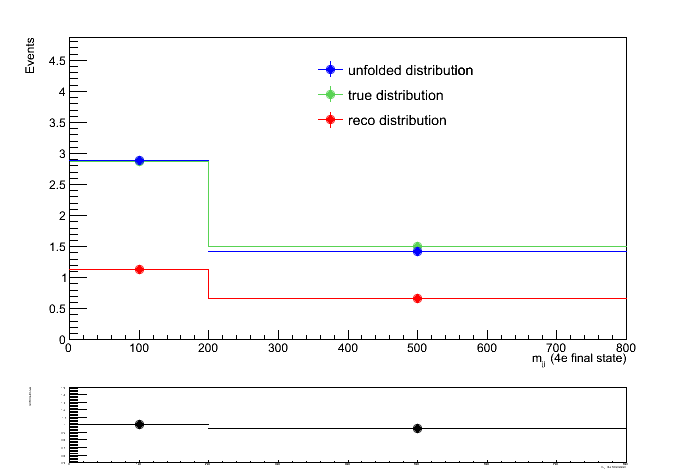 Events
4.5
4
3.5
3
2.5
2
1.5
1
0.5
0
unfolded distribution
true distribution
reco distribution
0 100 200 300 400 500 600 700 800
m_jj (4e final state)